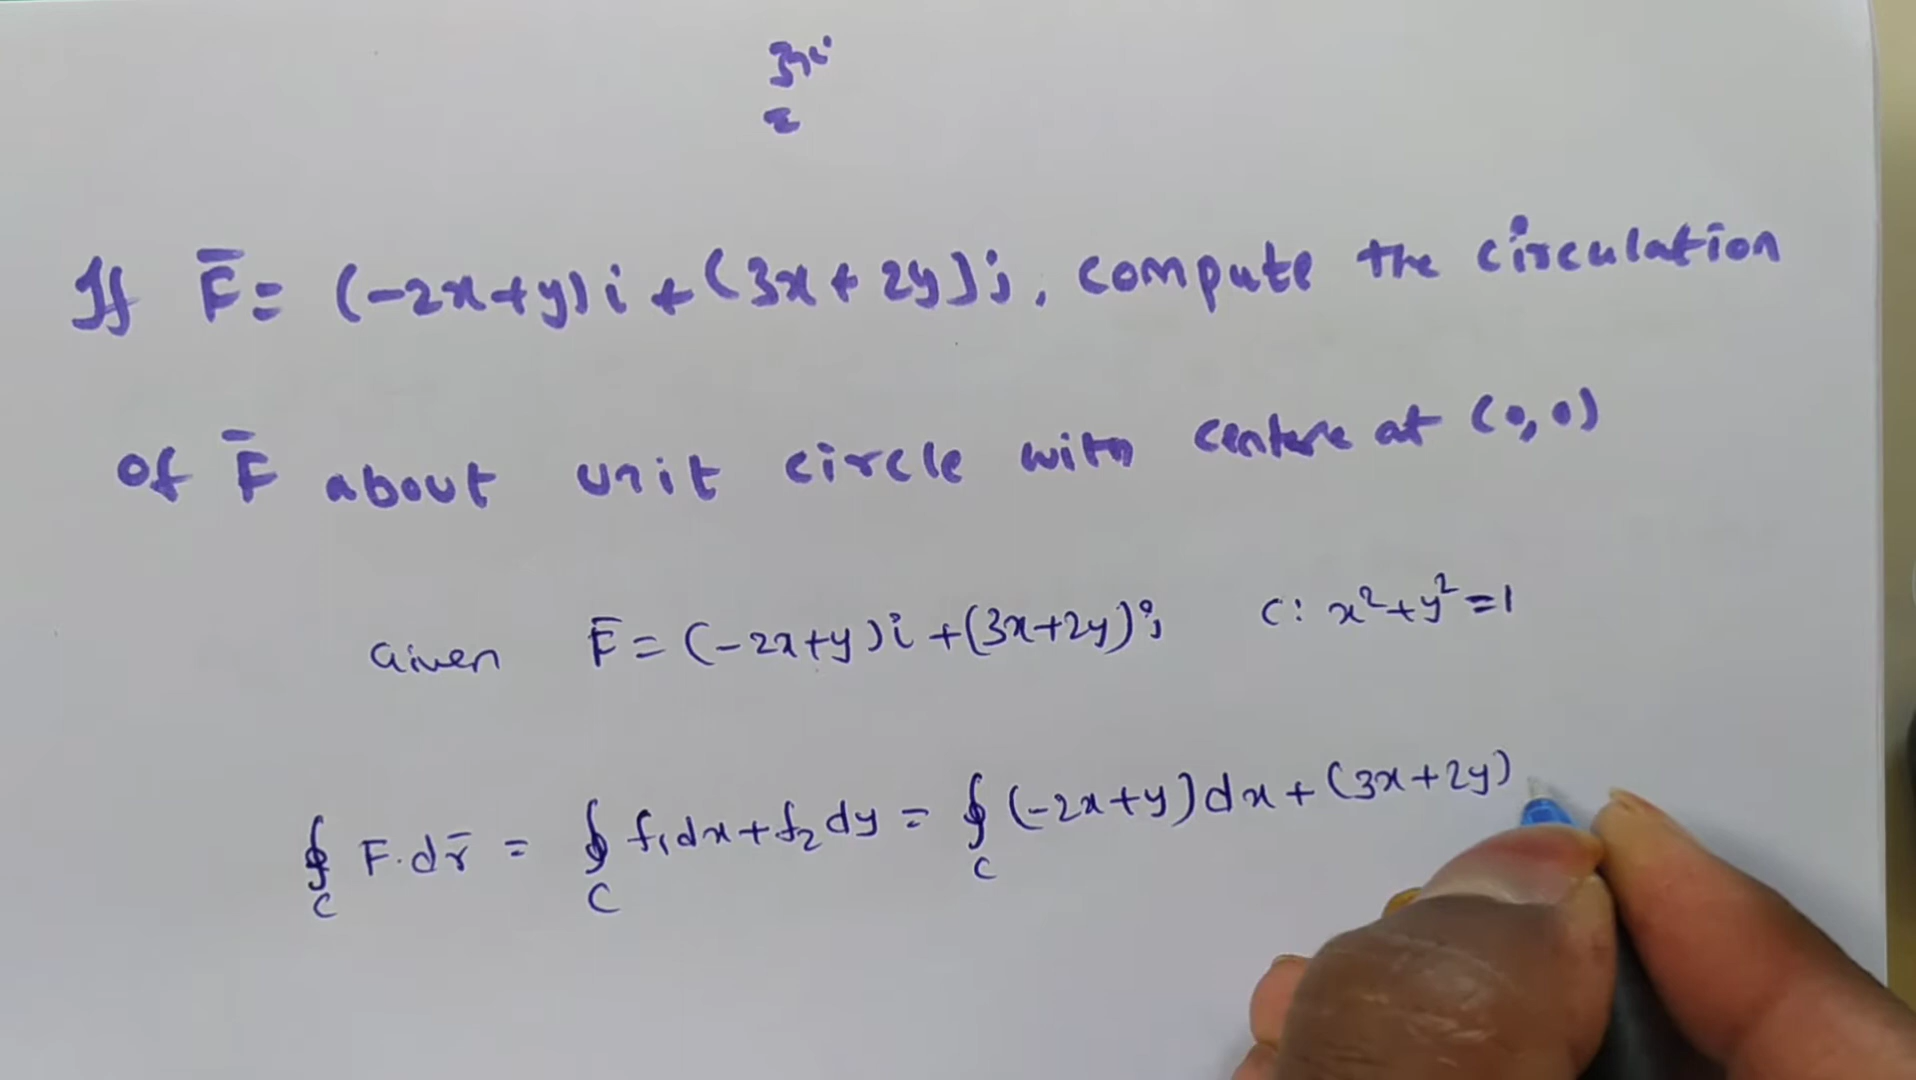 If F̅ = (-2x+y)i + (3x+2y)j, compute the circulation
of F̅ about unit circle with centre at (0,0)
Given F̅ = (-2x+y)i + (3x+2y)j C: x²+y²=1
∮_C F.dr̅ = ∮_C f₁dx+f₂dy = ∮_C (-2x+y)dx+(3x+2y)